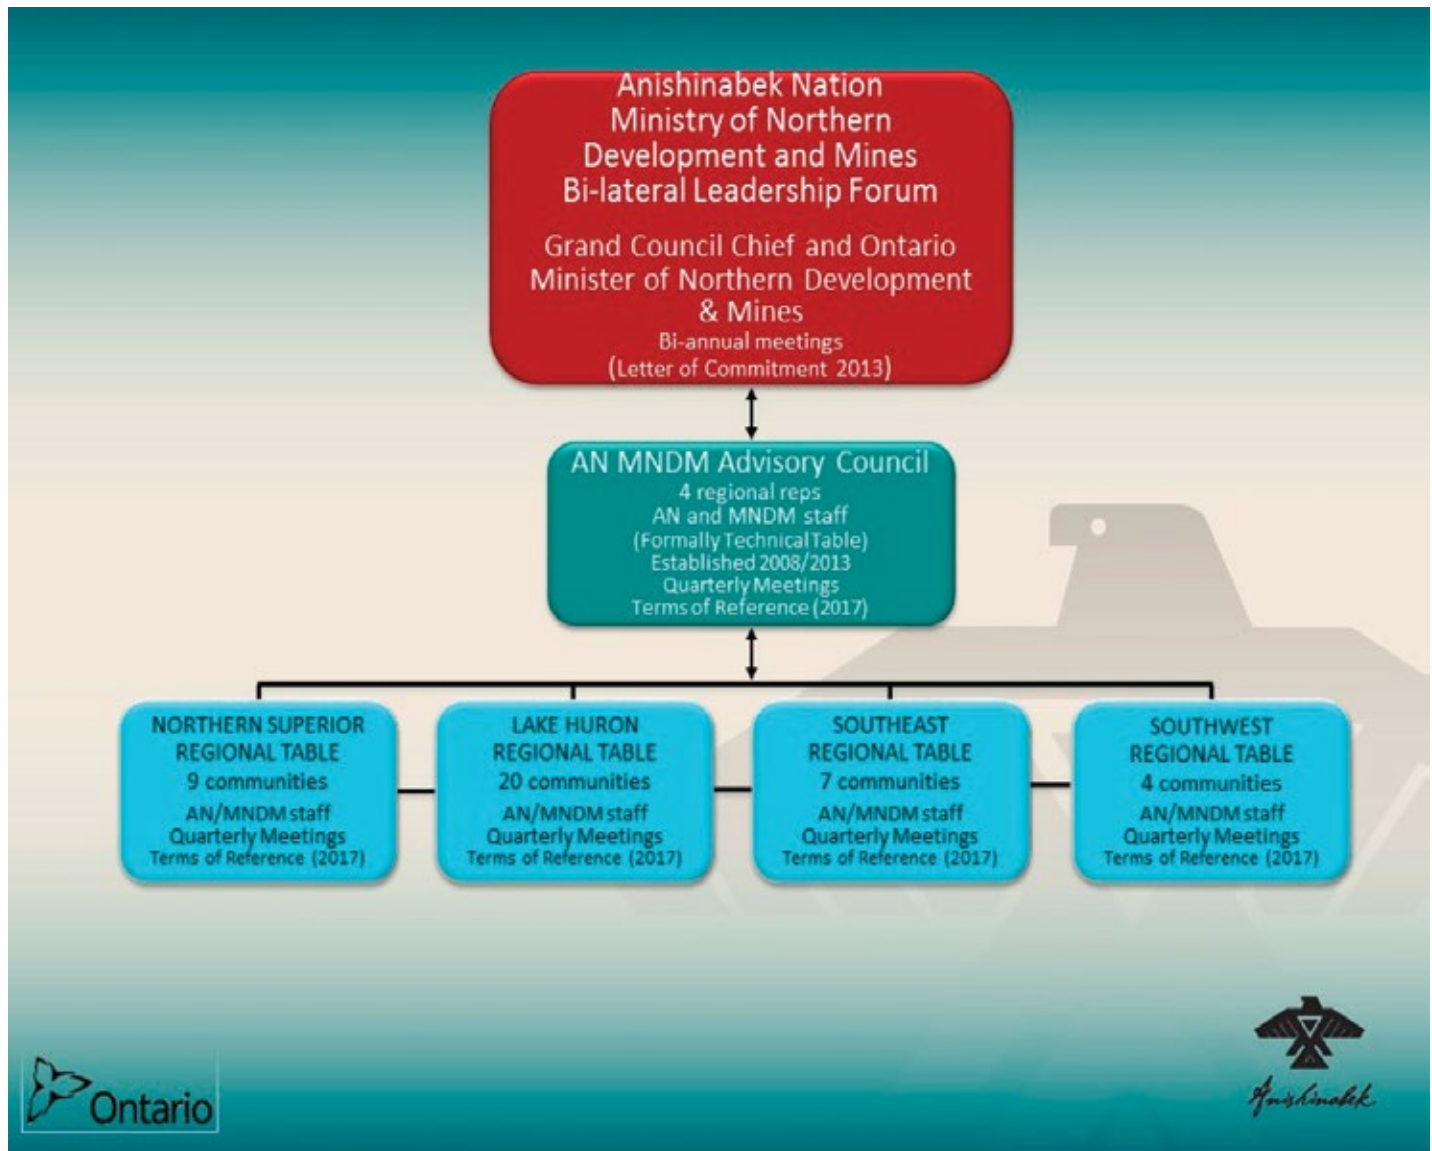 Anishinabek Nation
Ministry of Northern
Development and Mines
Bi-lateral Leadership Forum
Grand Council Chief and Ontario
Minister of Northern Development
& Mines
Bi-annual meetings
(Letter of Commitment 2013)
AN MNDM Advisory Council
4 regional reps
AN and MNDM staff
(Formally Technical Table)
Established 2008/2013
Quarterly Meetings
Terms of Reference (2017)
NORTHERN SUPERIOR
REGIONAL TABLE
9 communities
AN/MNDM staff
Quarterly Meetings
Terms of Reference (2017)
LAKE HURON
REGIONAL TABLE
20 communities
AN/MNDM staff
Quarterly Meetings
Terms of Reference (2017)
SOUTHEAST
REGIONAL TABLE
7 communities
AN/MNDM staff
Quarterly Meetings
Terms of Reference (2017)
SOUTHWEST
REGIONAL TABLE
4 communities
AN/MNDM staff
Quarterly Meetings
Terms of Reference (2017)
Ontario
Anishinabek